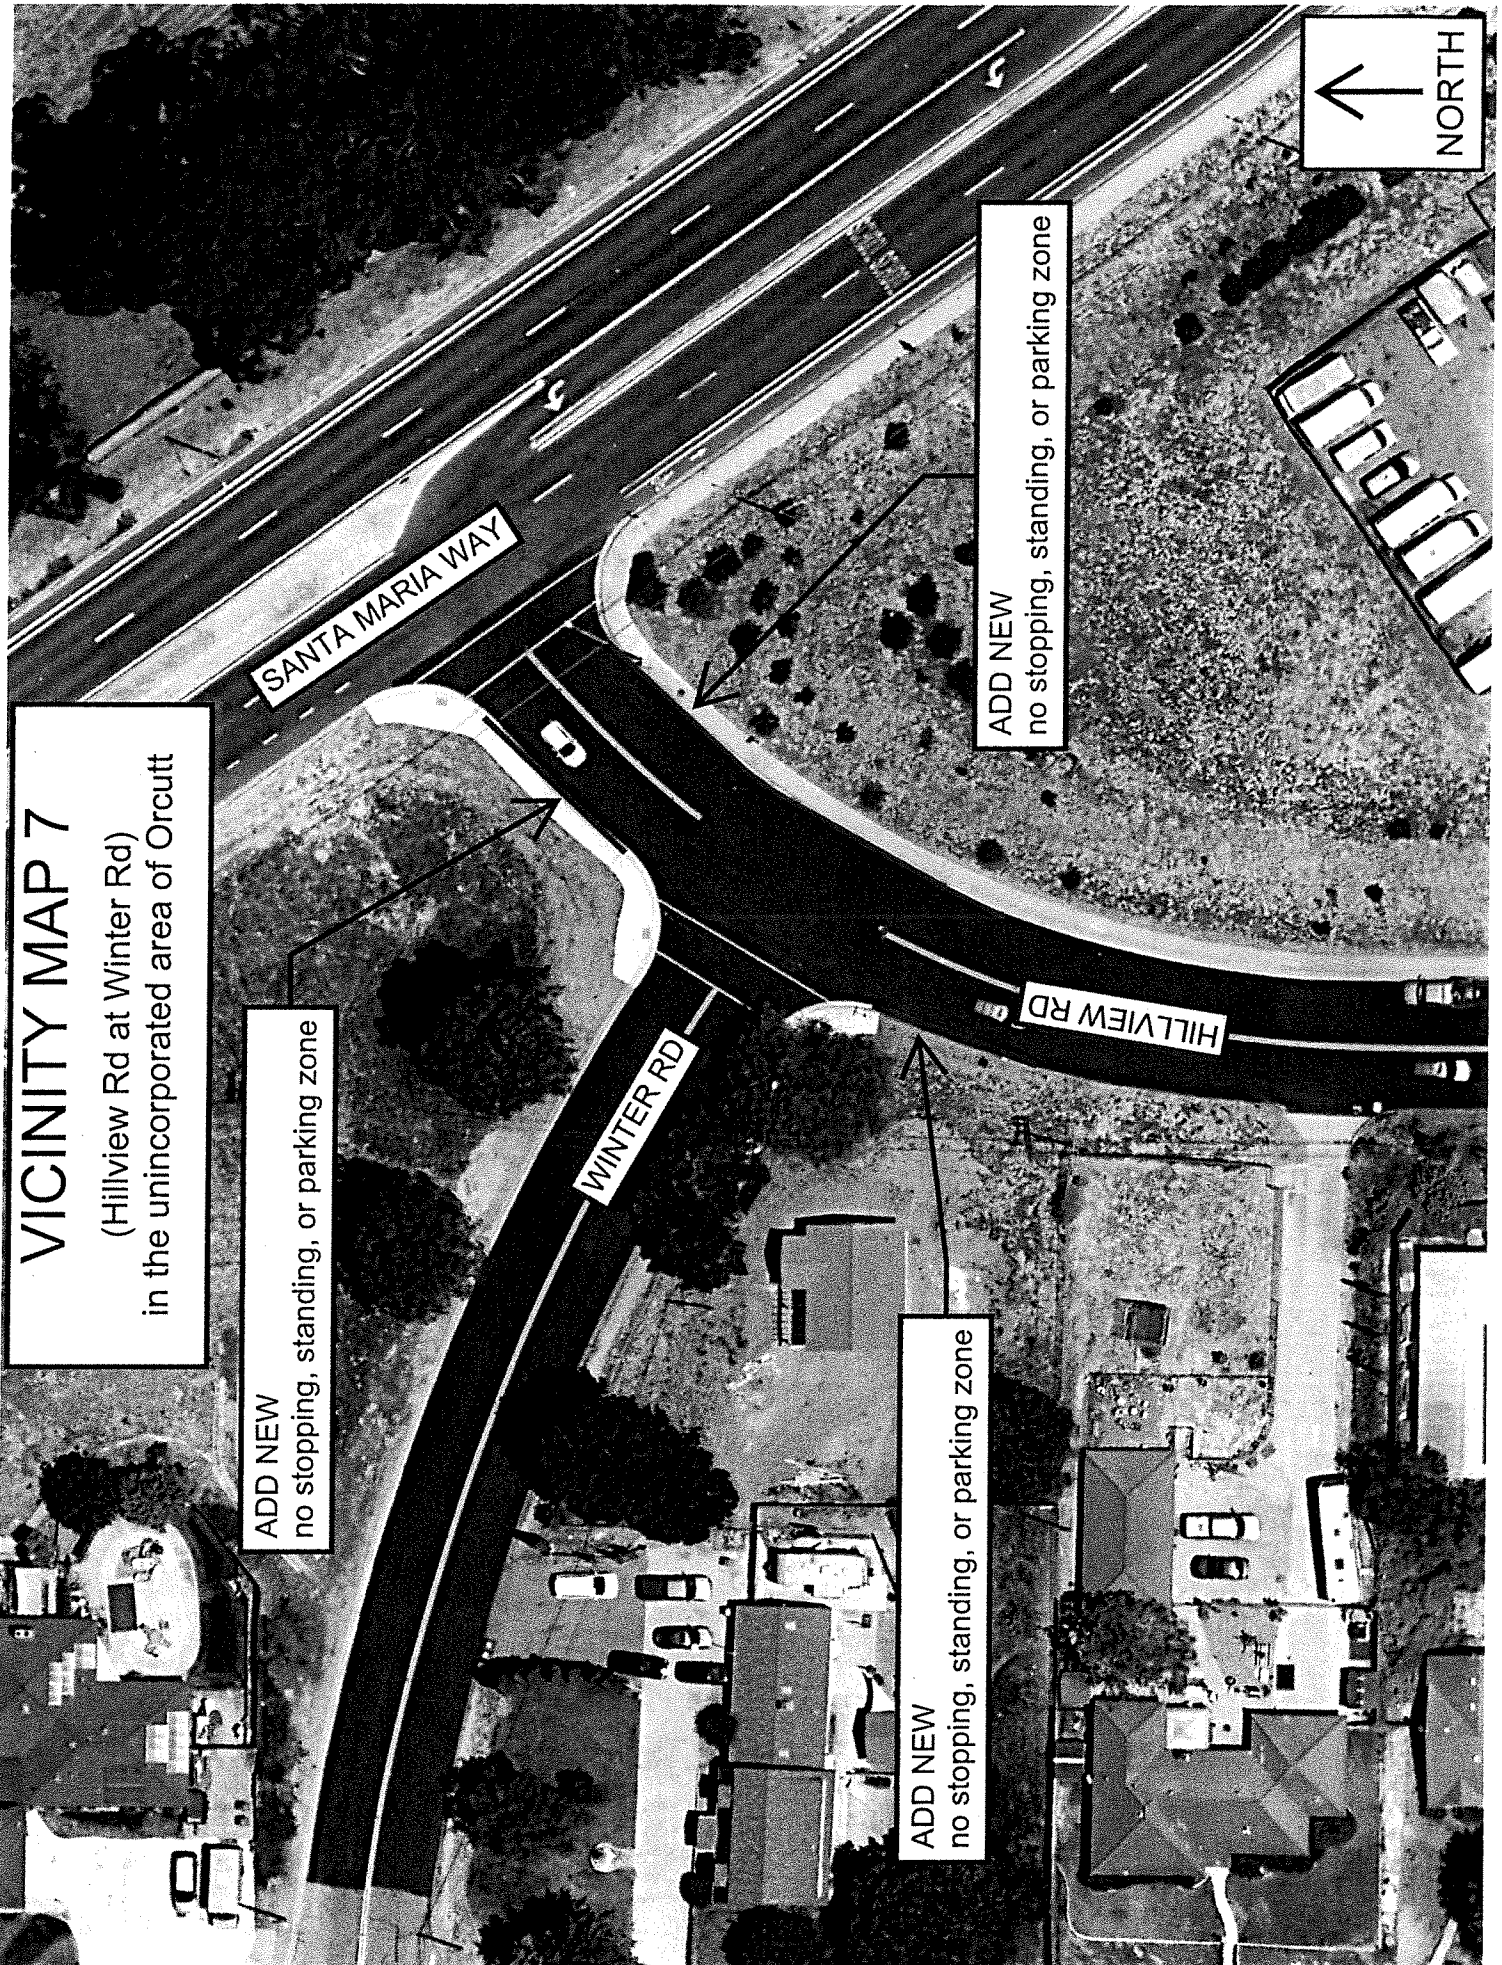 VICINITY MAP 7
(Hillview Rd at Winter Rd)
in the unincorporated area of Orcutt
NORTH
SANTA MARIA WAY
ADD NEW
no stopping, standing, or parking zone
ADD NEW
no stopping, standing, or parking zone
WINTER RD
HILLVIEW RD
ADD NEW
no stopping, standing, or parking zone